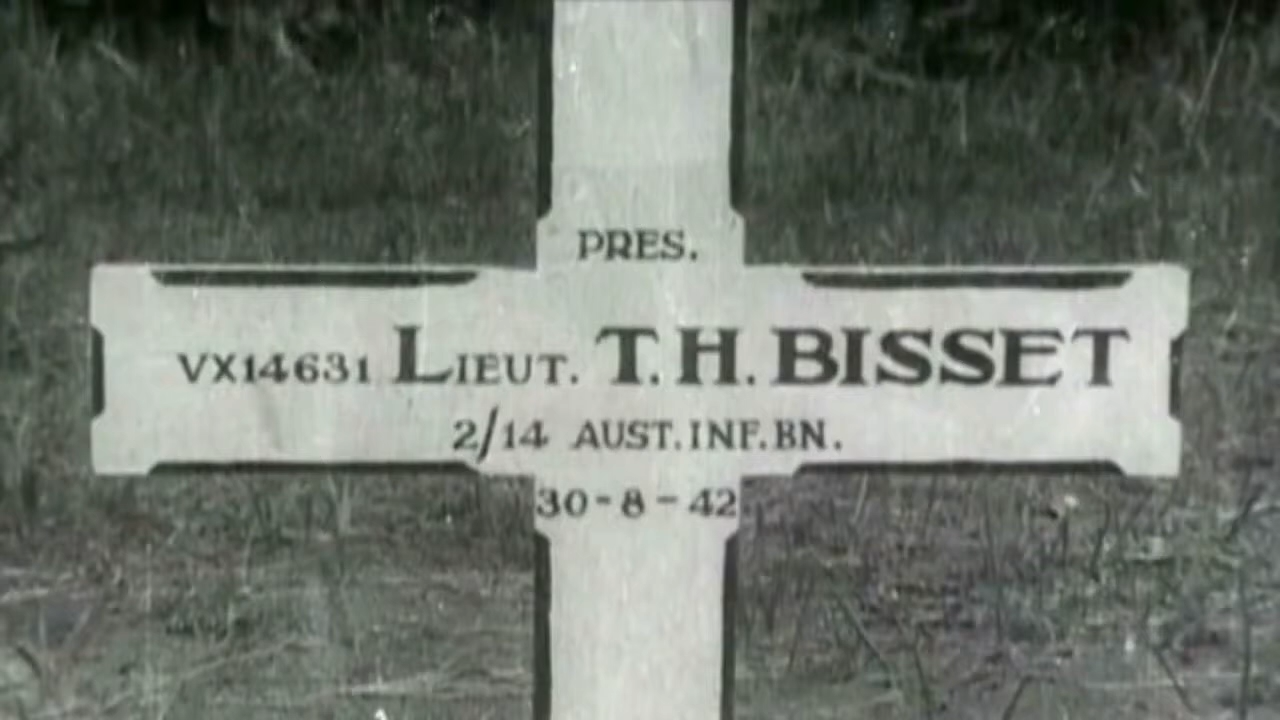 PRES.
VX14631 LIEUT. T.H. BISSET
2/14 AUST. INF. BN.
30-8-42